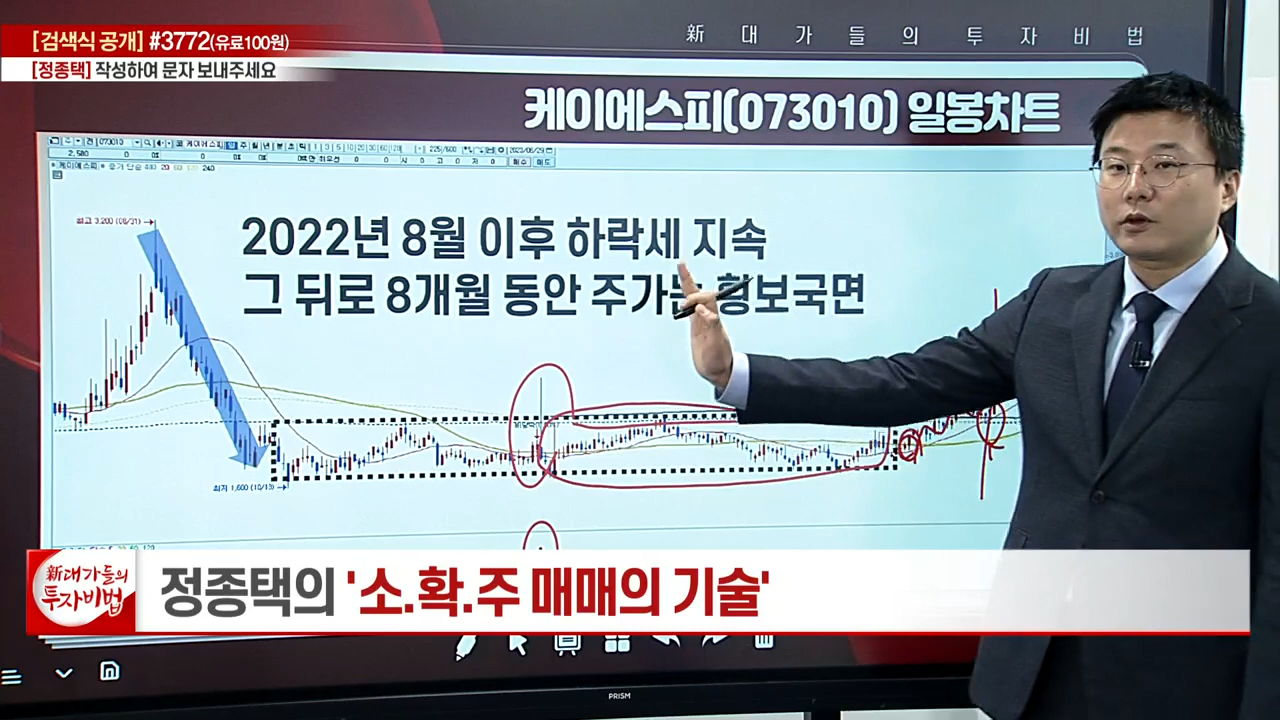 [검색식 공개] #3772(유료100원)
[정종택] 작성하여 문자 보내주세요
新 대가들의 투자비법
케이에스피(073010) 일봉차트
2022년 8월 이후 하락세 지속
그 뒤로 8개월 동안 주가는 횡보국면
최고 3,200 (08/31)
최저 1,600 (10/13)
新대가들의
투자비법
정종택의 '소.확.주 매매의 기술'
PRISM